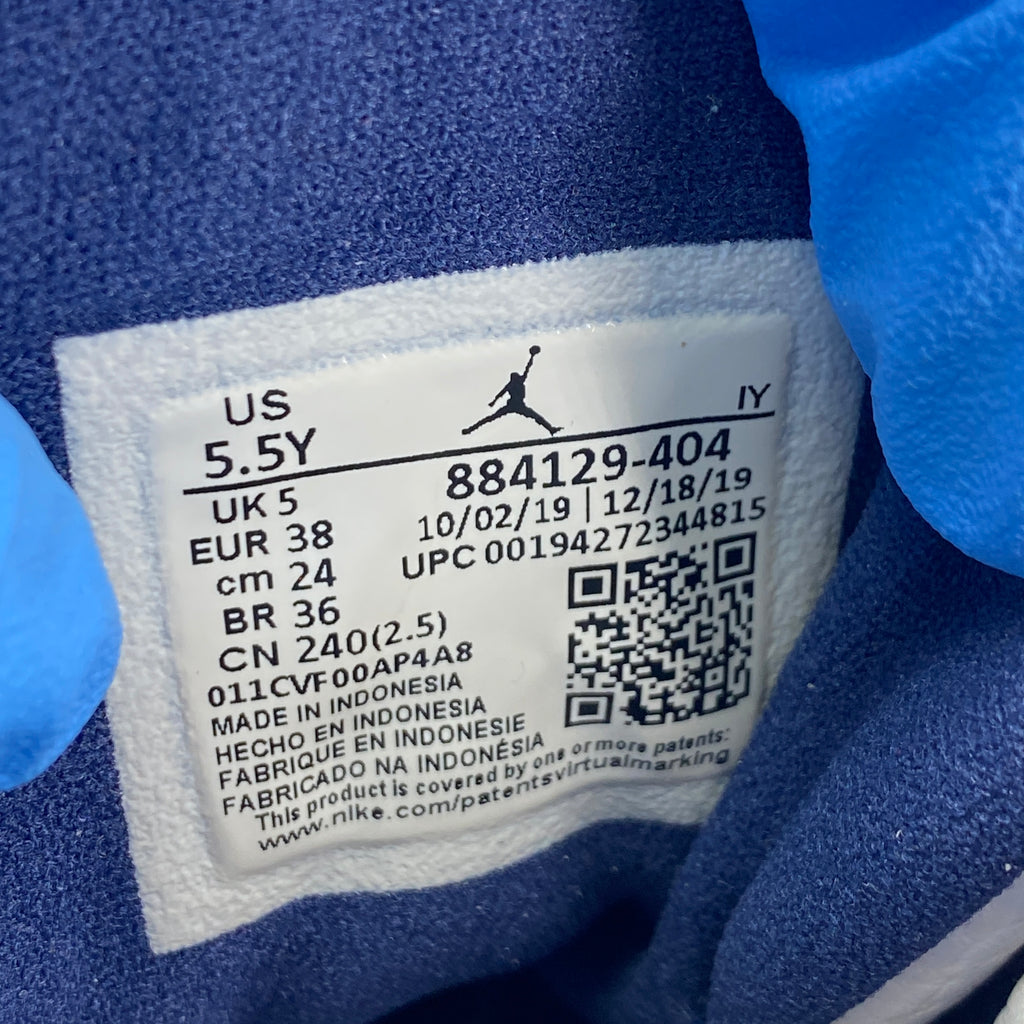 US
5.5Y
IY
UK 5
EUR 38
cm 24
BR 36
CN 240(2.5)
884129-404
10/02/19 | 12/18/19
UPC 00194272344815
011CVF00AP4A8
MADE IN INDONESIA
HECHO EN INDONESIA
FABRIQUE EN INDONESIE
FABRICADO NA INDONÉSIA
This product is covered by one or more patents:
www.nike.com/patentsvirtualmarking